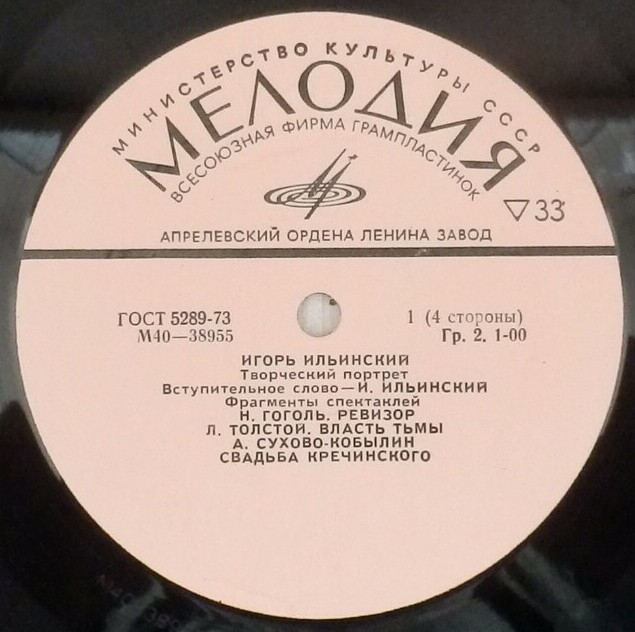 МИНИСТЕРСТВО КУЛЬТУРЫ СССР
МЕЛОДИЯ
ВСЕСОЮЗНАЯ ФИРМА ГРАМПЛАСТИНОК
▽33
АПРЕЛЕВСКИЙ ОРДЕНА ЛЕНИНА ЗАВОД
ГОСТ 5289-73
М40—38955
1 (4 стороны)
Гр. 2. 1-00
ИГОРЬ ИЛЬИНСКИЙ
Творческий портрет
Вступительное слово — И. ИЛЬИНСКИЙ
Фрагменты спектаклей
Н. ГОГОЛЬ. РЕВИЗОР
Л. ТОЛСТОЙ. ВЛАСТЬ ТЬМЫ
А. СУХОВО-КОБЫЛИН
СВАДЬБА КРЕЧИНСКОГО